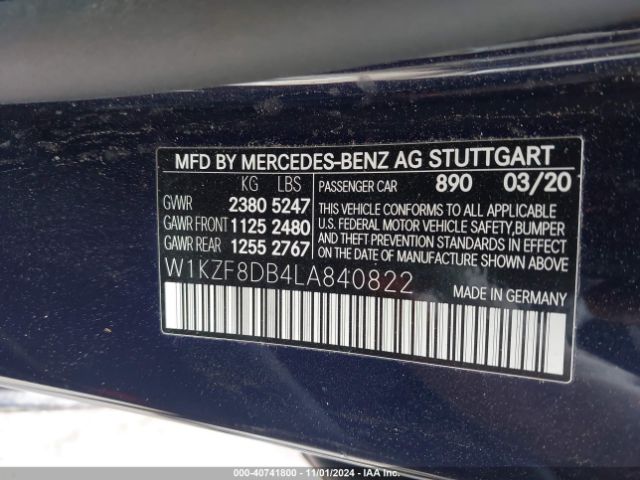 MFD BY MERCEDES-BENZ AG STUTTGART
KG LBS
GVWR 2380 5247
GAWR FRONT 1125 2480
GAWR REAR 1255 2767
PASSENGER CAR 890 03/20
THIS VEHICLE CONFORMS TO ALL APPLICABLE
U.S. FEDERAL MOTOR VEHICLE SAFETY,BUMPER
AND THEFT PREVENTION STANDARDS IN EFFECT
ON THE DATE OF MANUFACTURE SHOWN ABOVE.
W1KZF8DB4LA840822
MADE IN GERMANY
000-40741800 - 11/01/2024 - IAAI.COM